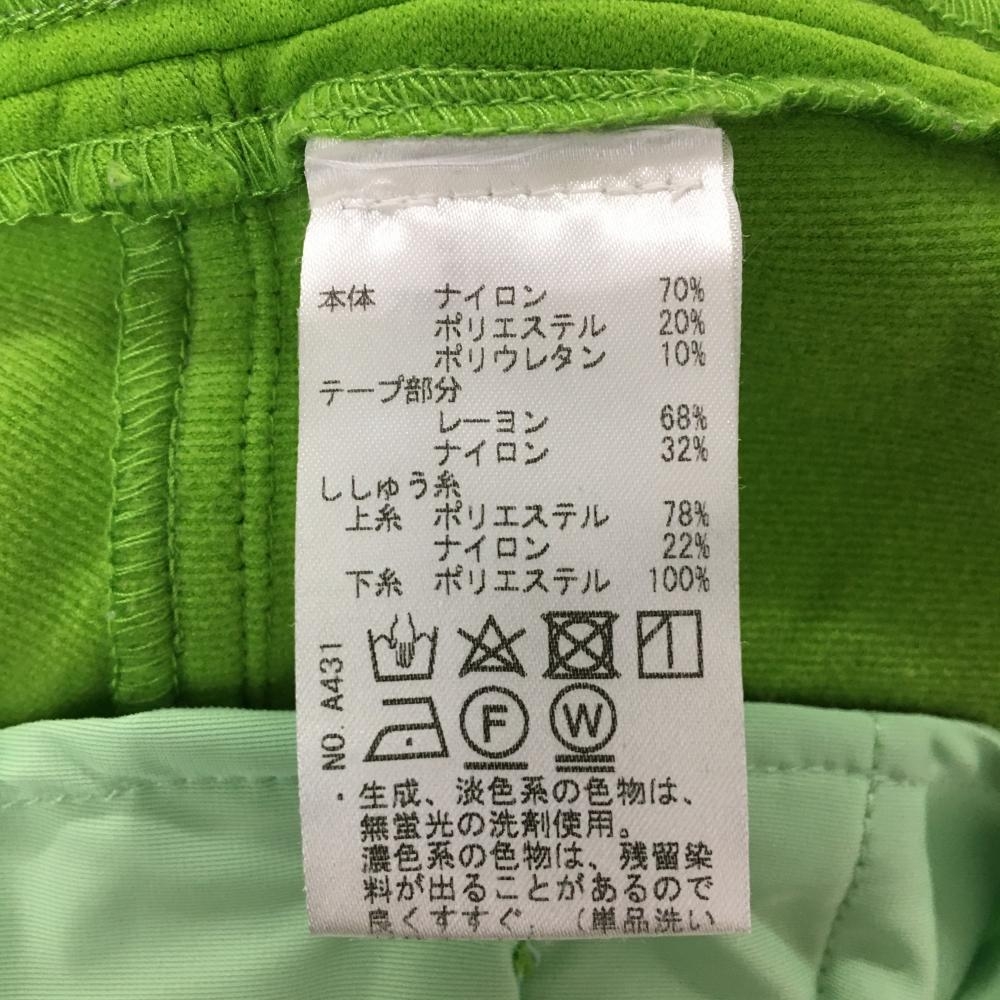 本体 ナイロン 70%
ポリエステル 20%
ポリウレタン 10%
テープ部分
レーヨン 68%
ナイロン 32%
ししゅう糸
上糸 ポリエステル 78%
ナイロン 22%
下糸 ポリエステル 100%
NO. A431
F W
・生成、淡色系の色物は、
無蛍光の洗剤使用。
濃色系の色物は、残留染
料が出ることがあるので
良くすすぐ。(単品洗い